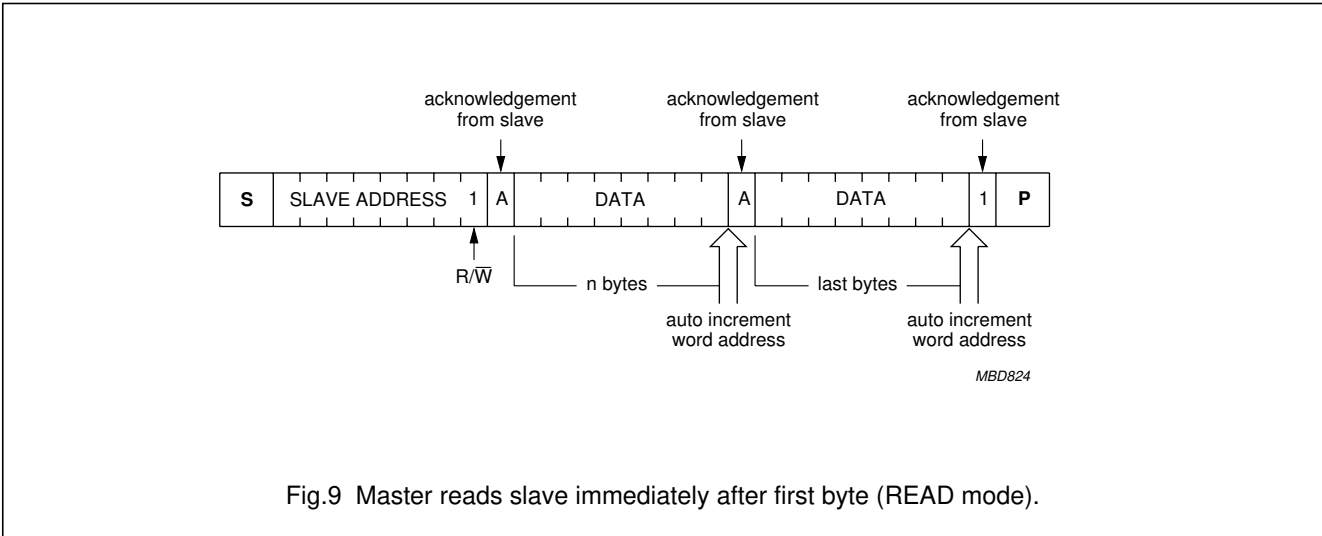 acknowledgement
from slave
acknowledgement
from slave
acknowledgement
from slave
S SLAVE ADDRESS 1 A DATA A DATA 1 P
R/W̅
n bytes
last bytes
auto increment
word address
auto increment
word address
MBD824
Fig.9 Master reads slave immediately after first byte (READ mode).